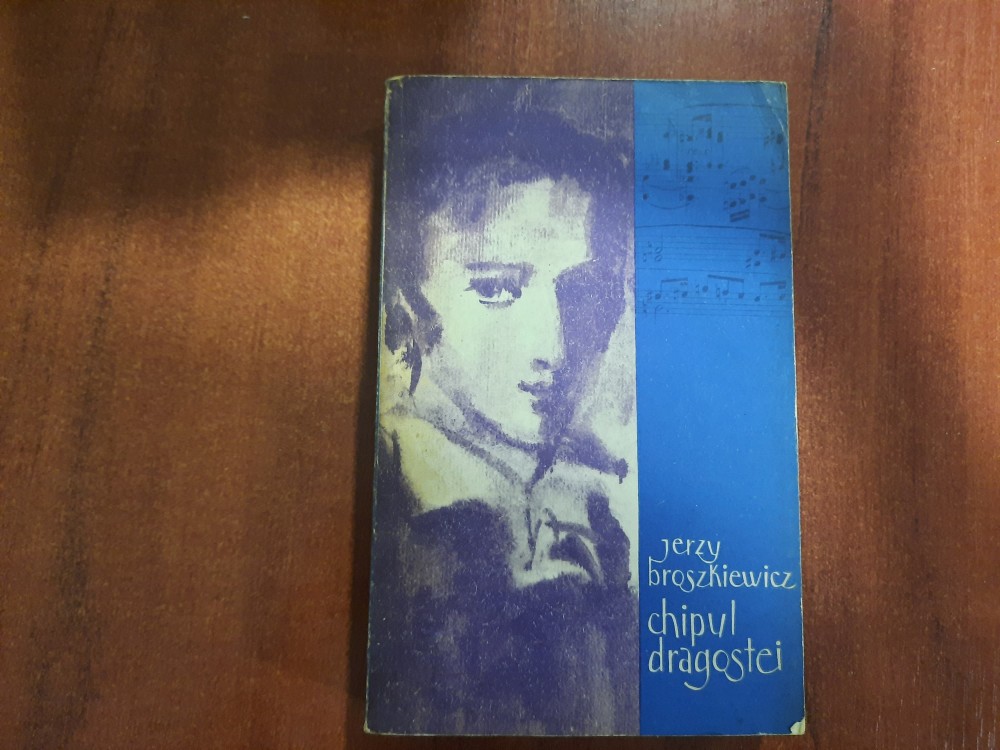 jerzy
broszkiewicz
chipul
dragostei